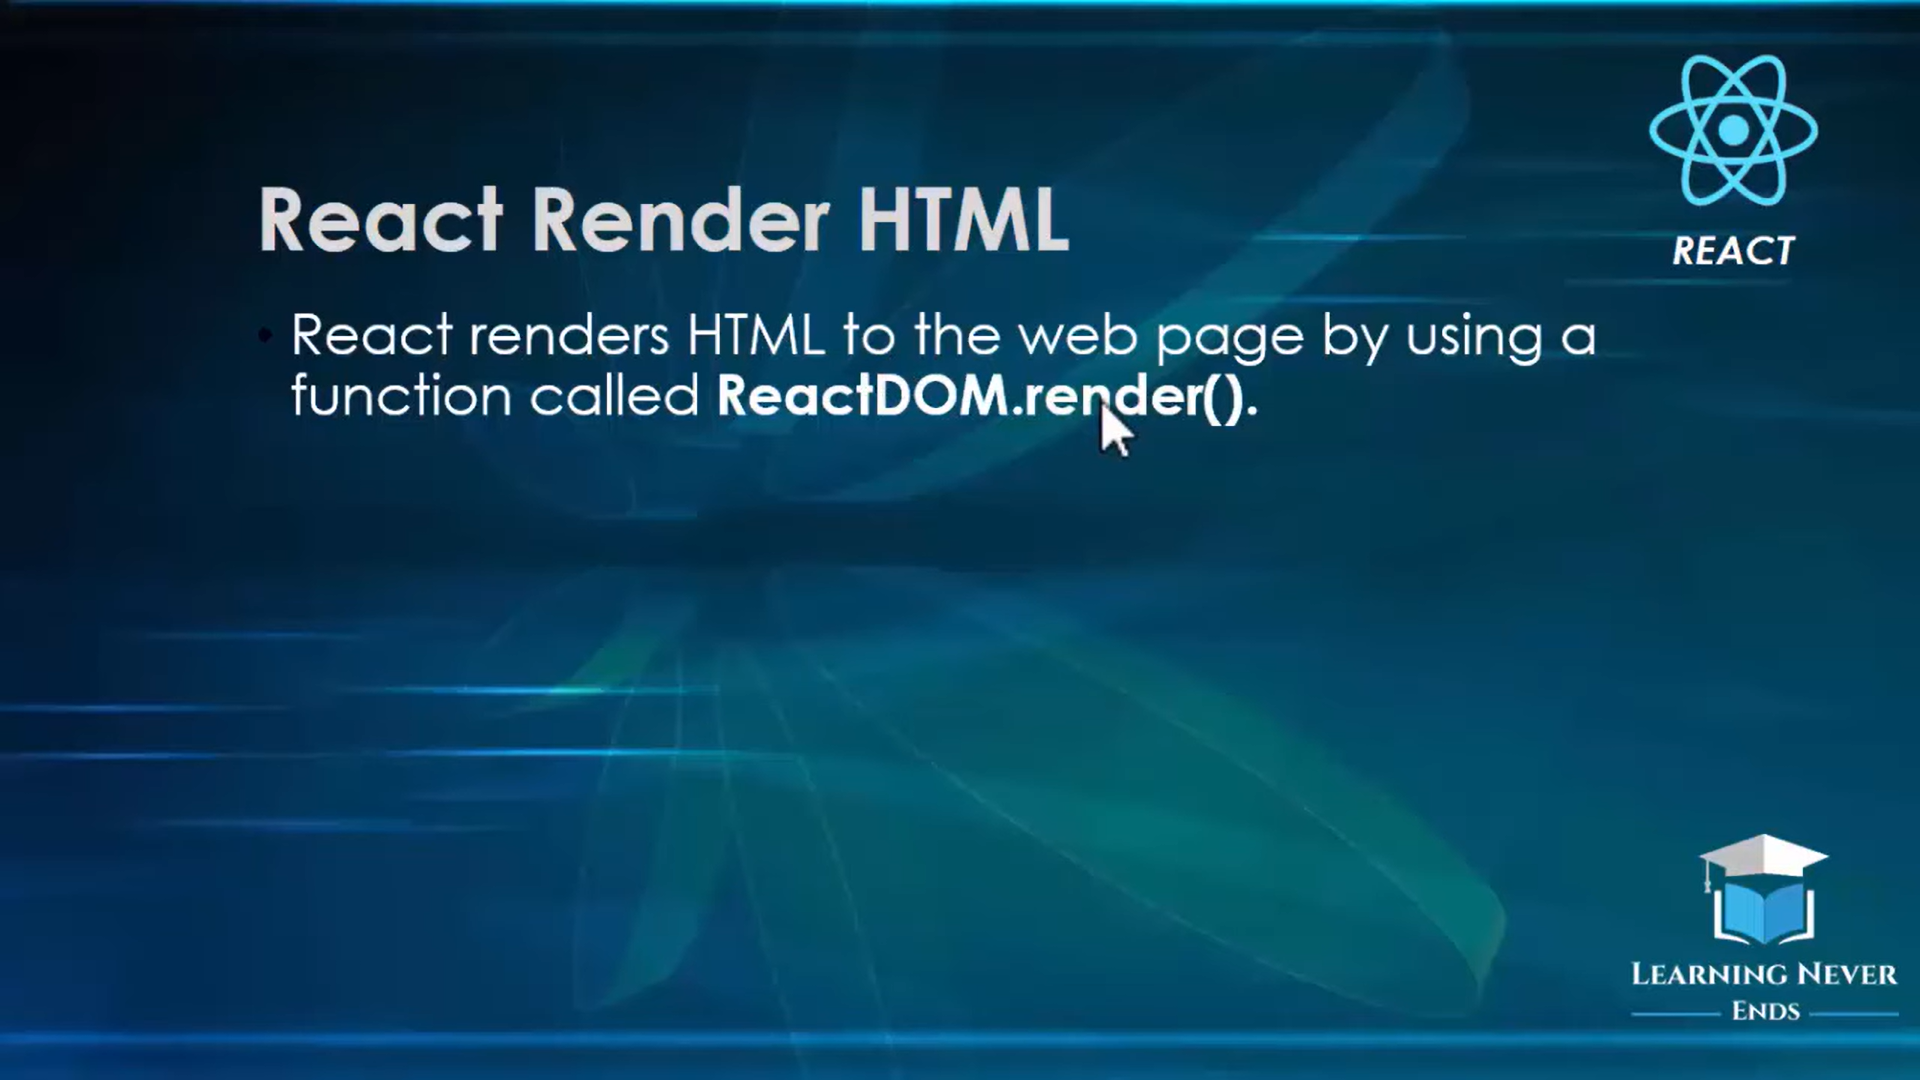 REACT
React Render HTML
• React renders HTML to the web page by using a
function called ReactDOM.render().
LEARNING NEVER
ENDS